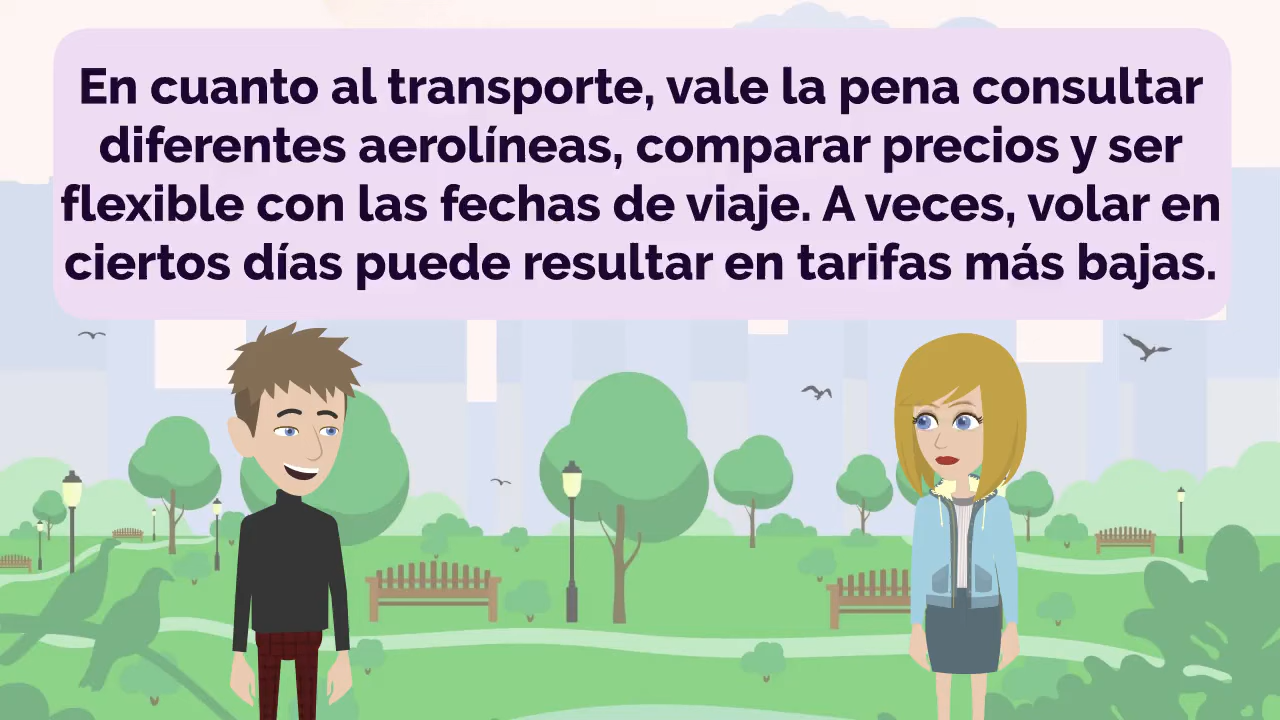 En cuanto al transporte, vale la pena consultar
diferentes aerolíneas, comparar precios y ser
flexible con las fechas de viaje. A veces, volar en
ciertos días puede resultar en tarifas más bajas.